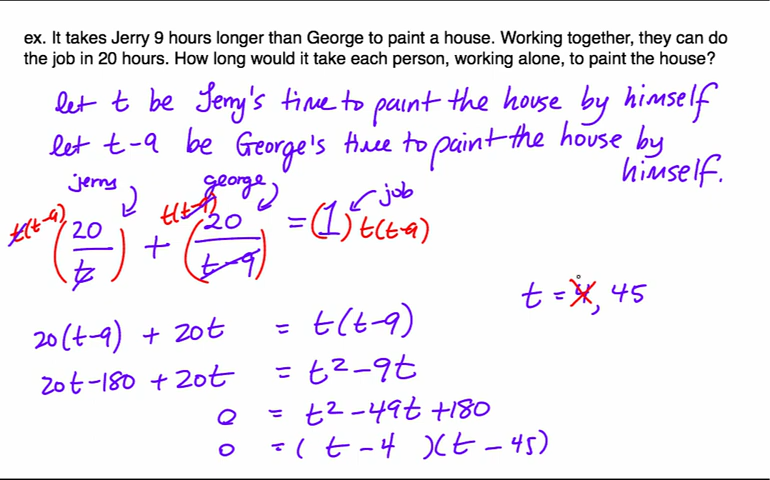 ex. It takes Jerry 9 hours longer than George to paint a house. Working together, they can do
the job in 20 hours. How long would it take each person, working alone, to paint the house?
let t be Jerry's time to paint the house by himself
let t-9 be George's time to paint the house by
himself.
jerry george job
t(t-9) (20/t) + t(t-9) (20/(t-9)) = (1) t(t-9)
t = 4, 45
20(t-9) + 20t = t(t-9)
20t-180 + 20t = t²-9t
0 = t²-49t+180
0 = (t-4)(t-45)